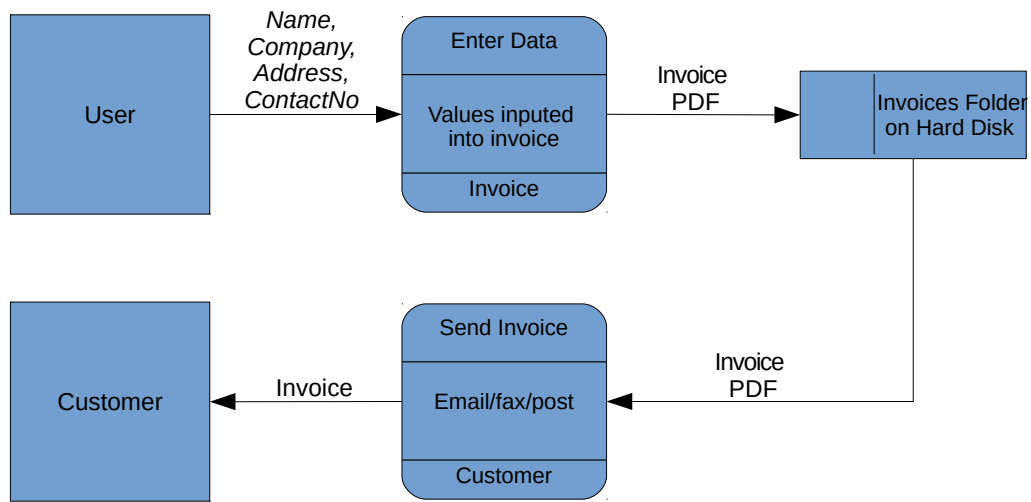 User
Name,
Company,
Address,
ContactNo
Enter Data
Values inputed
into invoice
Invoice
Invoice
PDF
Invoices Folder
on Hard Disk
Customer
Invoice
Send Invoice
Email/fax/post
Customer
Invoice
PDF